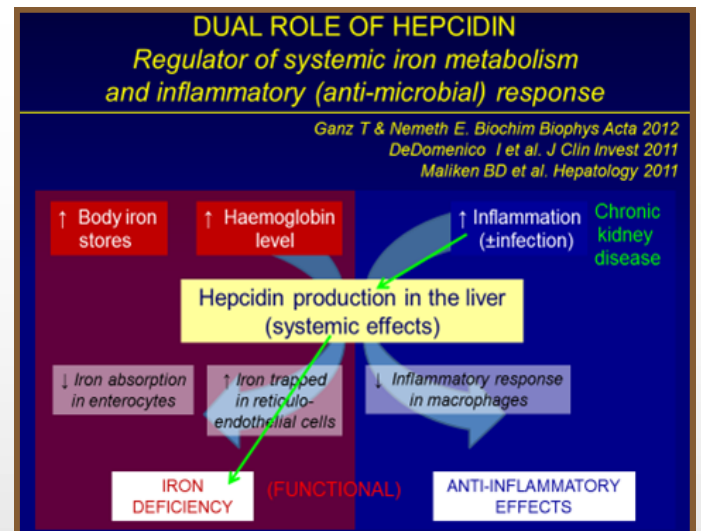 DUAL ROLE OF HEPCIDIN
Regulator of systemic iron metabolism
and inflammatory (anti-microbial) response
Ganz T & Nemeth E. Biochim Biophys Acta 2012
DeDomenico I et al. J Clin Invest 2011
Maliken BD et al. Hepatology 2011
↑ Body iron
stores
↑ Haemoglobin
level
↑ Inflammation
(±infection)
Chronic
kidney
disease
Hepcidin production in the liver
(systemic effects)
↓ Iron absorption
in enterocytes
↑ Iron trapped
in reticulo-
endothelial cells
↓ Inflammatory response
in macrophages
IRON
DEFICIENCY
(FUNCTIONAL)
ANTI-INFLAMMATORY
EFFECTS